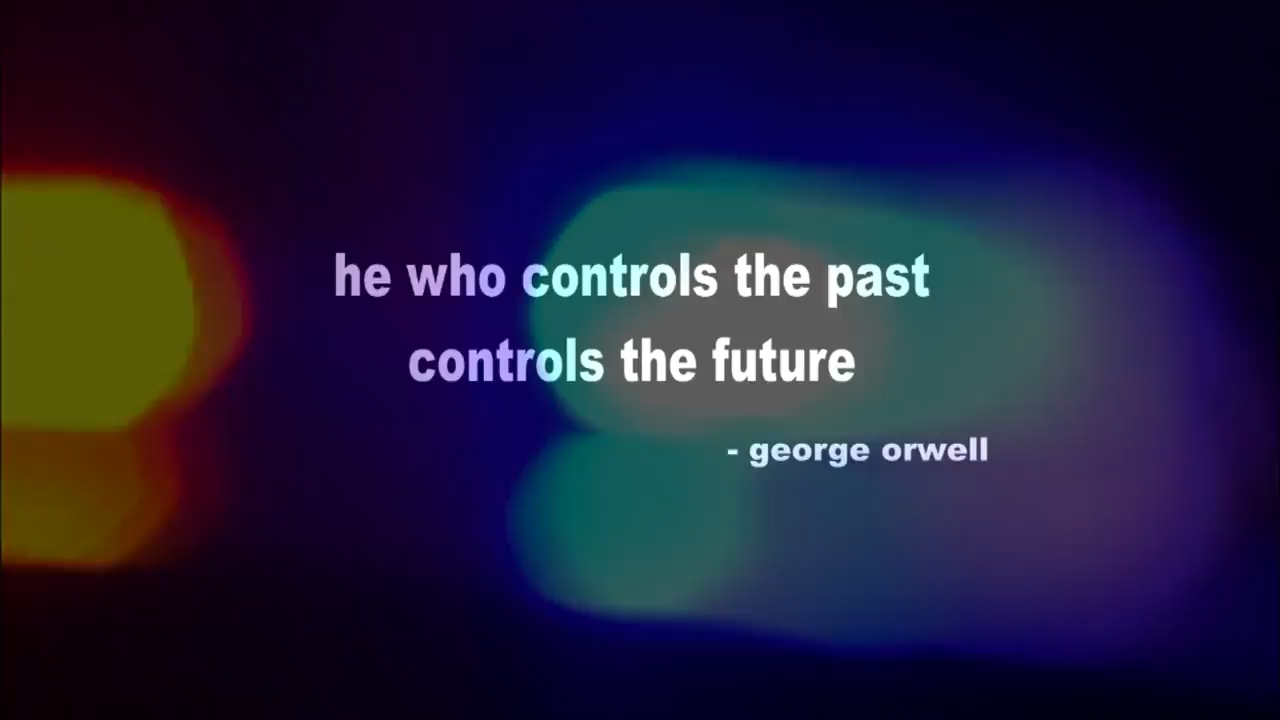 he who controls the past
controls the future
- george orwell